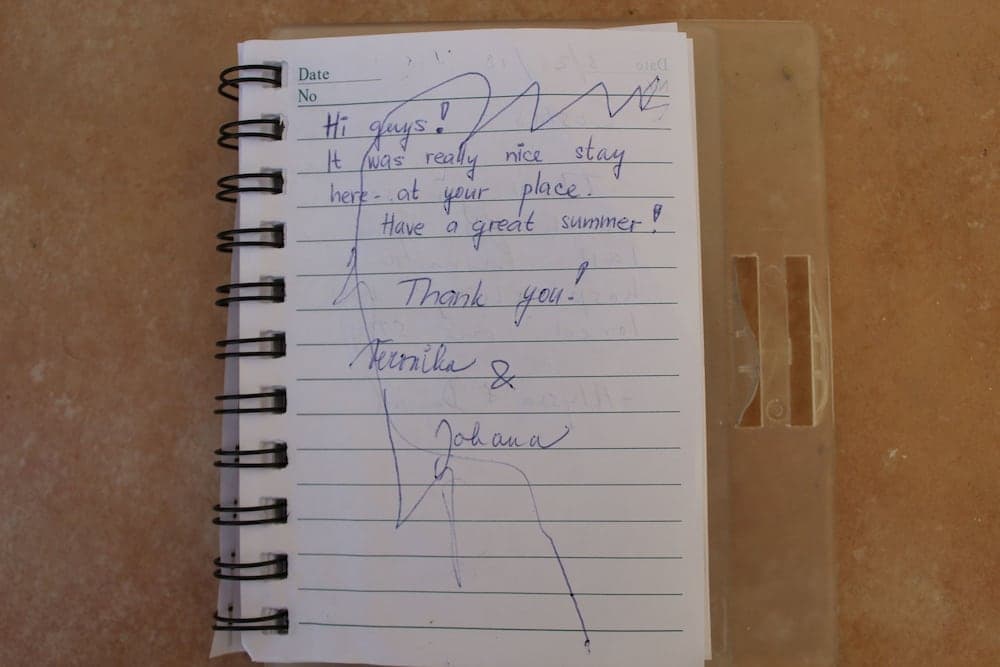 Date
No
Hi guys!
It was really nice stay
here at your place!
Have a great summer!
Thank you!
Veronika &
Johana